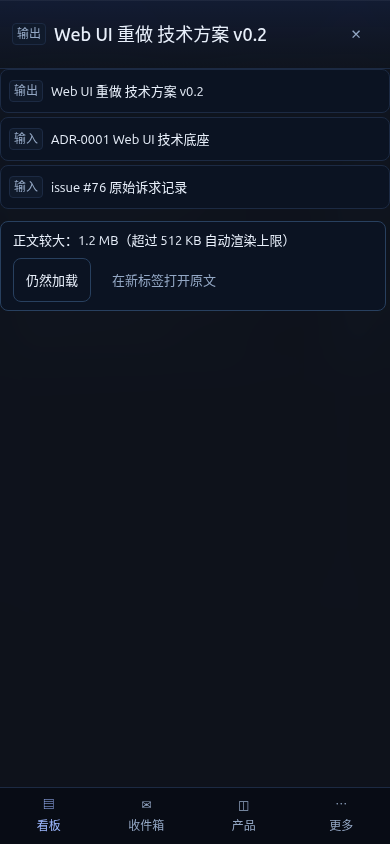 输出 Web UI 重做 技术方案 v0.2 ×
输出 Web UI 重做 技术方案 v0.2
输入 ADR-0001 Web UI 技术底座
输入 issue #76 原始诉求记录
正文较大：1.2 MB（超过 512 KB 自动渲染上限）
仍然加载 在新标签打开原文
看板 收件箱 产品 更多